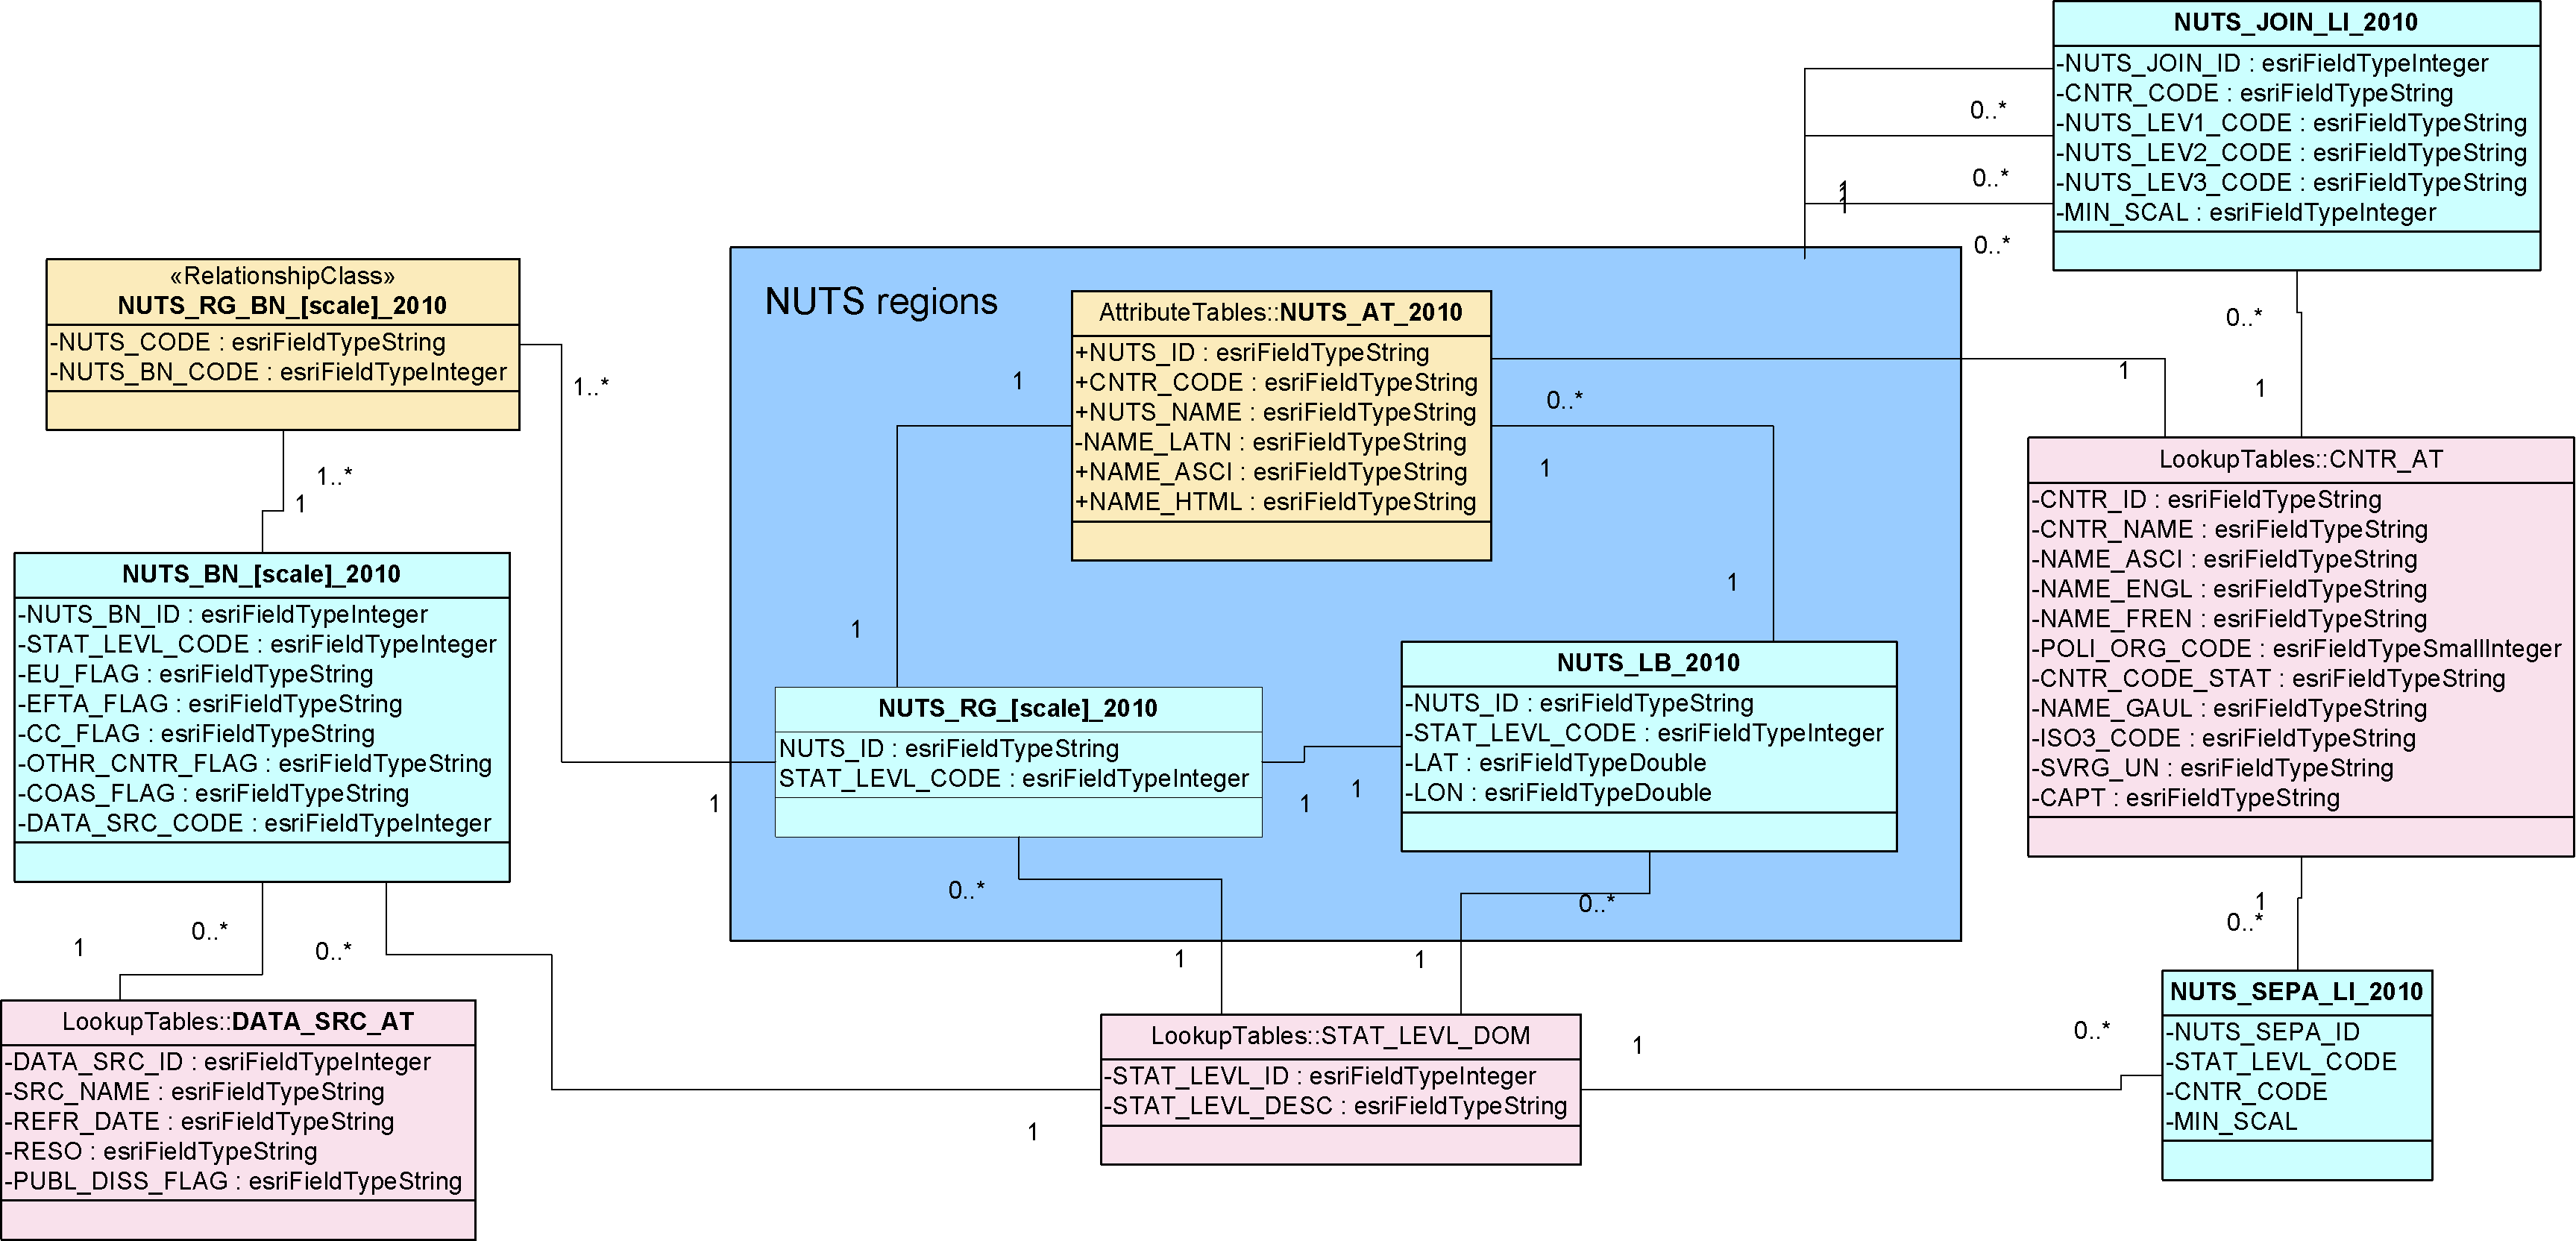 NUTS_JOIN_LI_2010
-NUTS_JOIN_ID : esriFieldTypeInteger
-CNTR_CODE : esriFieldTypeString
-NUTS_LEV1_CODE : esriFieldTypeString
-NUTS_LEV2_CODE : esriFieldTypeString
-NUTS_LEV3_CODE : esriFieldTypeString
-MIN_SCAL : esriFieldTypeInteger
0..*
0..*
0..*
1
1
1
0..*
1
«RelationshipClass»
NUTS_RG_BN_[scale]_2010
-NUTS_CODE : esriFieldTypeString
-NUTS_BN_CODE : esriFieldTypeInteger
1..*
1..*
1
NUTS regions
AttributeTables::NUTS_AT_2010
+NUTS_ID : esriFieldTypeString
+CNTR_CODE : esriFieldTypeString
+NUTS_NAME : esriFieldTypeString
-NAME_LATN : esriFieldTypeString
+NAME_ASCI : esriFieldTypeString
+NAME_HTML : esriFieldTypeString
1
0..*
1
1
1
1
LookupTables::CNTR_AT
-CNTR_ID : esriFieldTypeString
-CNTR_NAME : esriFieldTypeString
-NAME_ASCI : esriFieldTypeString
-NAME_ENGL : esriFieldTypeString
-NAME_FREN : esriFieldTypeString
-POLI_ORG_CODE : esriFieldTypeSmallInteger
-CNTR_CODE_STAT : esriFieldTypeString
-NAME_GAUL : esriFieldTypeString
-ISO3_CODE : esriFieldTypeString
-SVRG_UN : esriFieldTypeString
-CAPT : esriFieldTypeString
NUTS_BN_[scale]_2010
-NUTS_BN_ID : esriFieldTypeInteger
-STAT_LEVL_CODE : esriFieldTypeInteger
-EU_FLAG : esriFieldTypeString
-EFTA_FLAG : esriFieldTypeString
-CC_FLAG : esriFieldTypeString
-OTHR_CNTR_FLAG : esriFieldTypeString
-COAS_FLAG : esriFieldTypeString
-DATA_SRC_CODE : esriFieldTypeInteger
NUTS_RG_[scale]_2010
NUTS_ID : esriFieldTypeString
STAT_LEVL_CODE : esriFieldTypeInteger
NUTS_LB_2010
-NUTS_ID : esriFieldTypeString
-STAT_LEVL_CODE : esriFieldTypeInteger
-LAT : esriFieldTypeDouble
-LON : esriFieldTypeDouble
1
1
1
0..*
0..*
1
1
1
0..*
1
0..*
0..*
LookupTables::DATA_SRC_AT
-DATA_SRC_ID : esriFieldTypeInteger
-SRC_NAME : esriFieldTypeString
-REFR_DATE : esriFieldTypeString
-RESO : esriFieldTypeString
-PUBL_DISS_FLAG : esriFieldTypeString
LookupTables::STAT_LEVL_DOM
-STAT_LEVL_ID : esriFieldTypeInteger
-STAT_LEVL_DESC : esriFieldTypeString
1
1
0..*
NUTS_SEPA_LI_2010
-NUTS_SEPA_ID
-STAT_LEVL_CODE
-CNTR_CODE
-MIN_SCAL